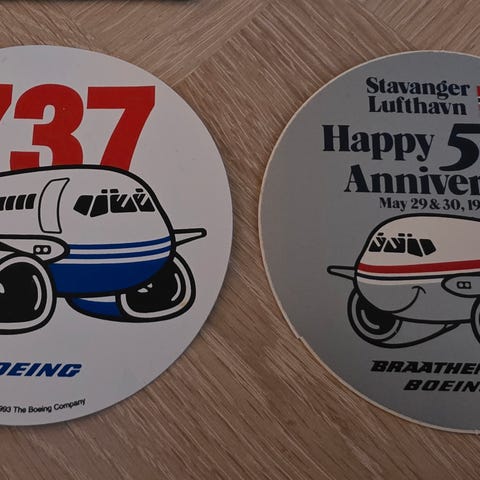 737
OEING
993 The Boeing Company
Stavanger
Lufthavn
Happy 5
Anniver
May 29 & 30, 19
BRAATHE
BOEIN